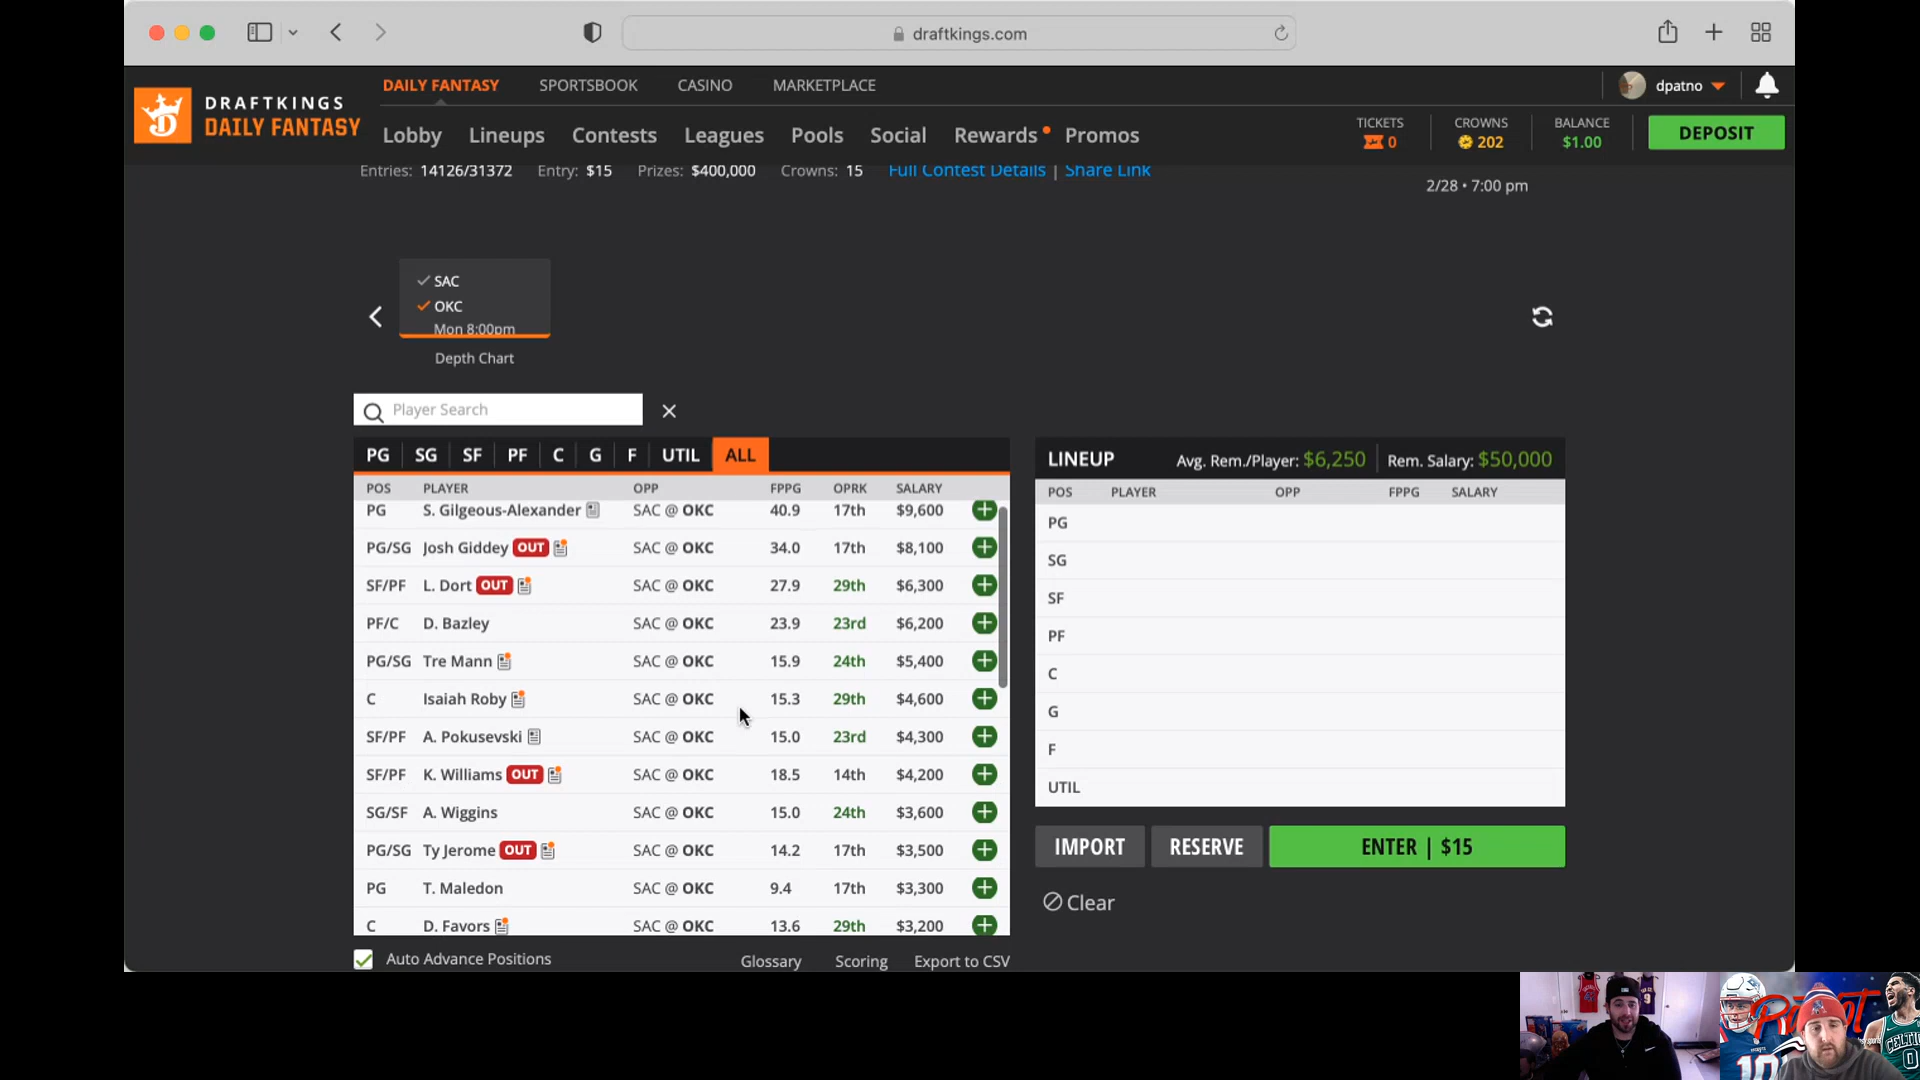 draftkings.com
DRAFTKINGS
DAILY FANTASY
DAILY FANTASY SPORTSBOOK CASINO MARKETPLACE
dpatno
Lobby Lineups Contests Leagues Pools Social Rewards Promos
TICKETS 0
CROWNS 202
BALANCE $1.00
DEPOSIT
Entries: 14126/31372 Entry: $15 Prizes: $400,000 Crowns: 15 Full Contest Details | Share Link
2/28 • 7:00 pm
SAC
OKC
Mon 8:00pm
Depth Chart
Player Search
PG SG SF PF C G F UTIL ALL
POS PLAYER OPP FPPG OPRK SALARY
PG S. Gilgeous-Alexander SAC @ OKC 40.9 17th $9,600
PG/SG Josh Giddey OUT SAC @ OKC 34.0 17th $8,100
SF/PF L. Dort OUT SAC @ OKC 27.9 29th $6,300
PF/C D. Bazley SAC @ OKC 23.9 23rd $6,200
PG/SG Tre Mann SAC @ OKC 15.9 24th $5,400
C Isaiah Roby SAC @ OKC 15.3 29th $4,600
SF/PF A. Pokusevski SAC @ OKC 15.0 23rd $4,300
SF/PF K. Williams OUT SAC @ OKC 18.5 14th $4,200
SG/SF A. Wiggins SAC @ OKC 15.0 24th $3,600
PG/SG Ty Jerome OUT SAC @ OKC 14.2 17th $3,500
PG T. Maledon SAC @ OKC 9.4 17th $3,300
C D. Favors SAC @ OKC 13.6 29th $3,200
Auto Advance Positions Glossary Scoring Export to CSV
LINEUP Avg. Rem./Player: $6,250 Rem. Salary: $50,000
POS PLAYER OPP FPPG SALARY
PG
SG
SF
PF
C
G
F
UTIL
IMPORT RESERVE ENTER | $15
Clear